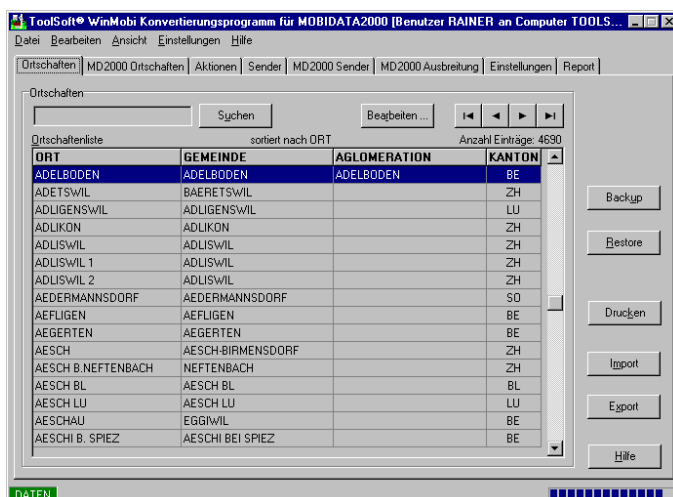 ToolSoft® WinMobi Konvertierungsprogramm für MOBIDATA2000 [Benutzer RAINER an Computer TOOLS...
Datei Bearbeiten Ansicht Einstellungen Hilfe
Ortschaften MD2000 Ortschaften Aktionen Sender MD2000 Sender MD2000 Ausbreitung Einstellungen Report
Ortschaften
Suchen Beagbeiten ...
Ortschaftenliste sortiert nach ORT Anzahl Einträge: 4690
ORT GEMEINDE AGLOMERATION KANTON
ADELBODEN ADELBODEN ADELBODEN BE
ADETSWIL BAERETSWIL ZH
ADLIGENSWIL ADLIGENSWIL LU
ADLIKON ADLIKON ZH
ADLISWIL ADLISWIL ZH
ADLISWIL 1 ADLISWIL ZH
ADLISWIL 2 ADLISWIL ZH
AEDERMANNSDORF AEDERMANNSDORF SO
AEFLIGEN AEFLIGEN BE
AEGERTEN AEGERTEN BE
AESCH AESCH-BIRMENSDORF ZH
AESCH B.NEFTENBACH NEFTENBACH ZH
AESCH BL AESCH BL BL
AESCH LU AESCH LU LU
AESCHAU EGGIWIL BE
AESCHI B. SPIEZ AESCHI BEI SPIEZ BE
Backup
Restore
Drucken
Import
Export
Hilfe
DATEN